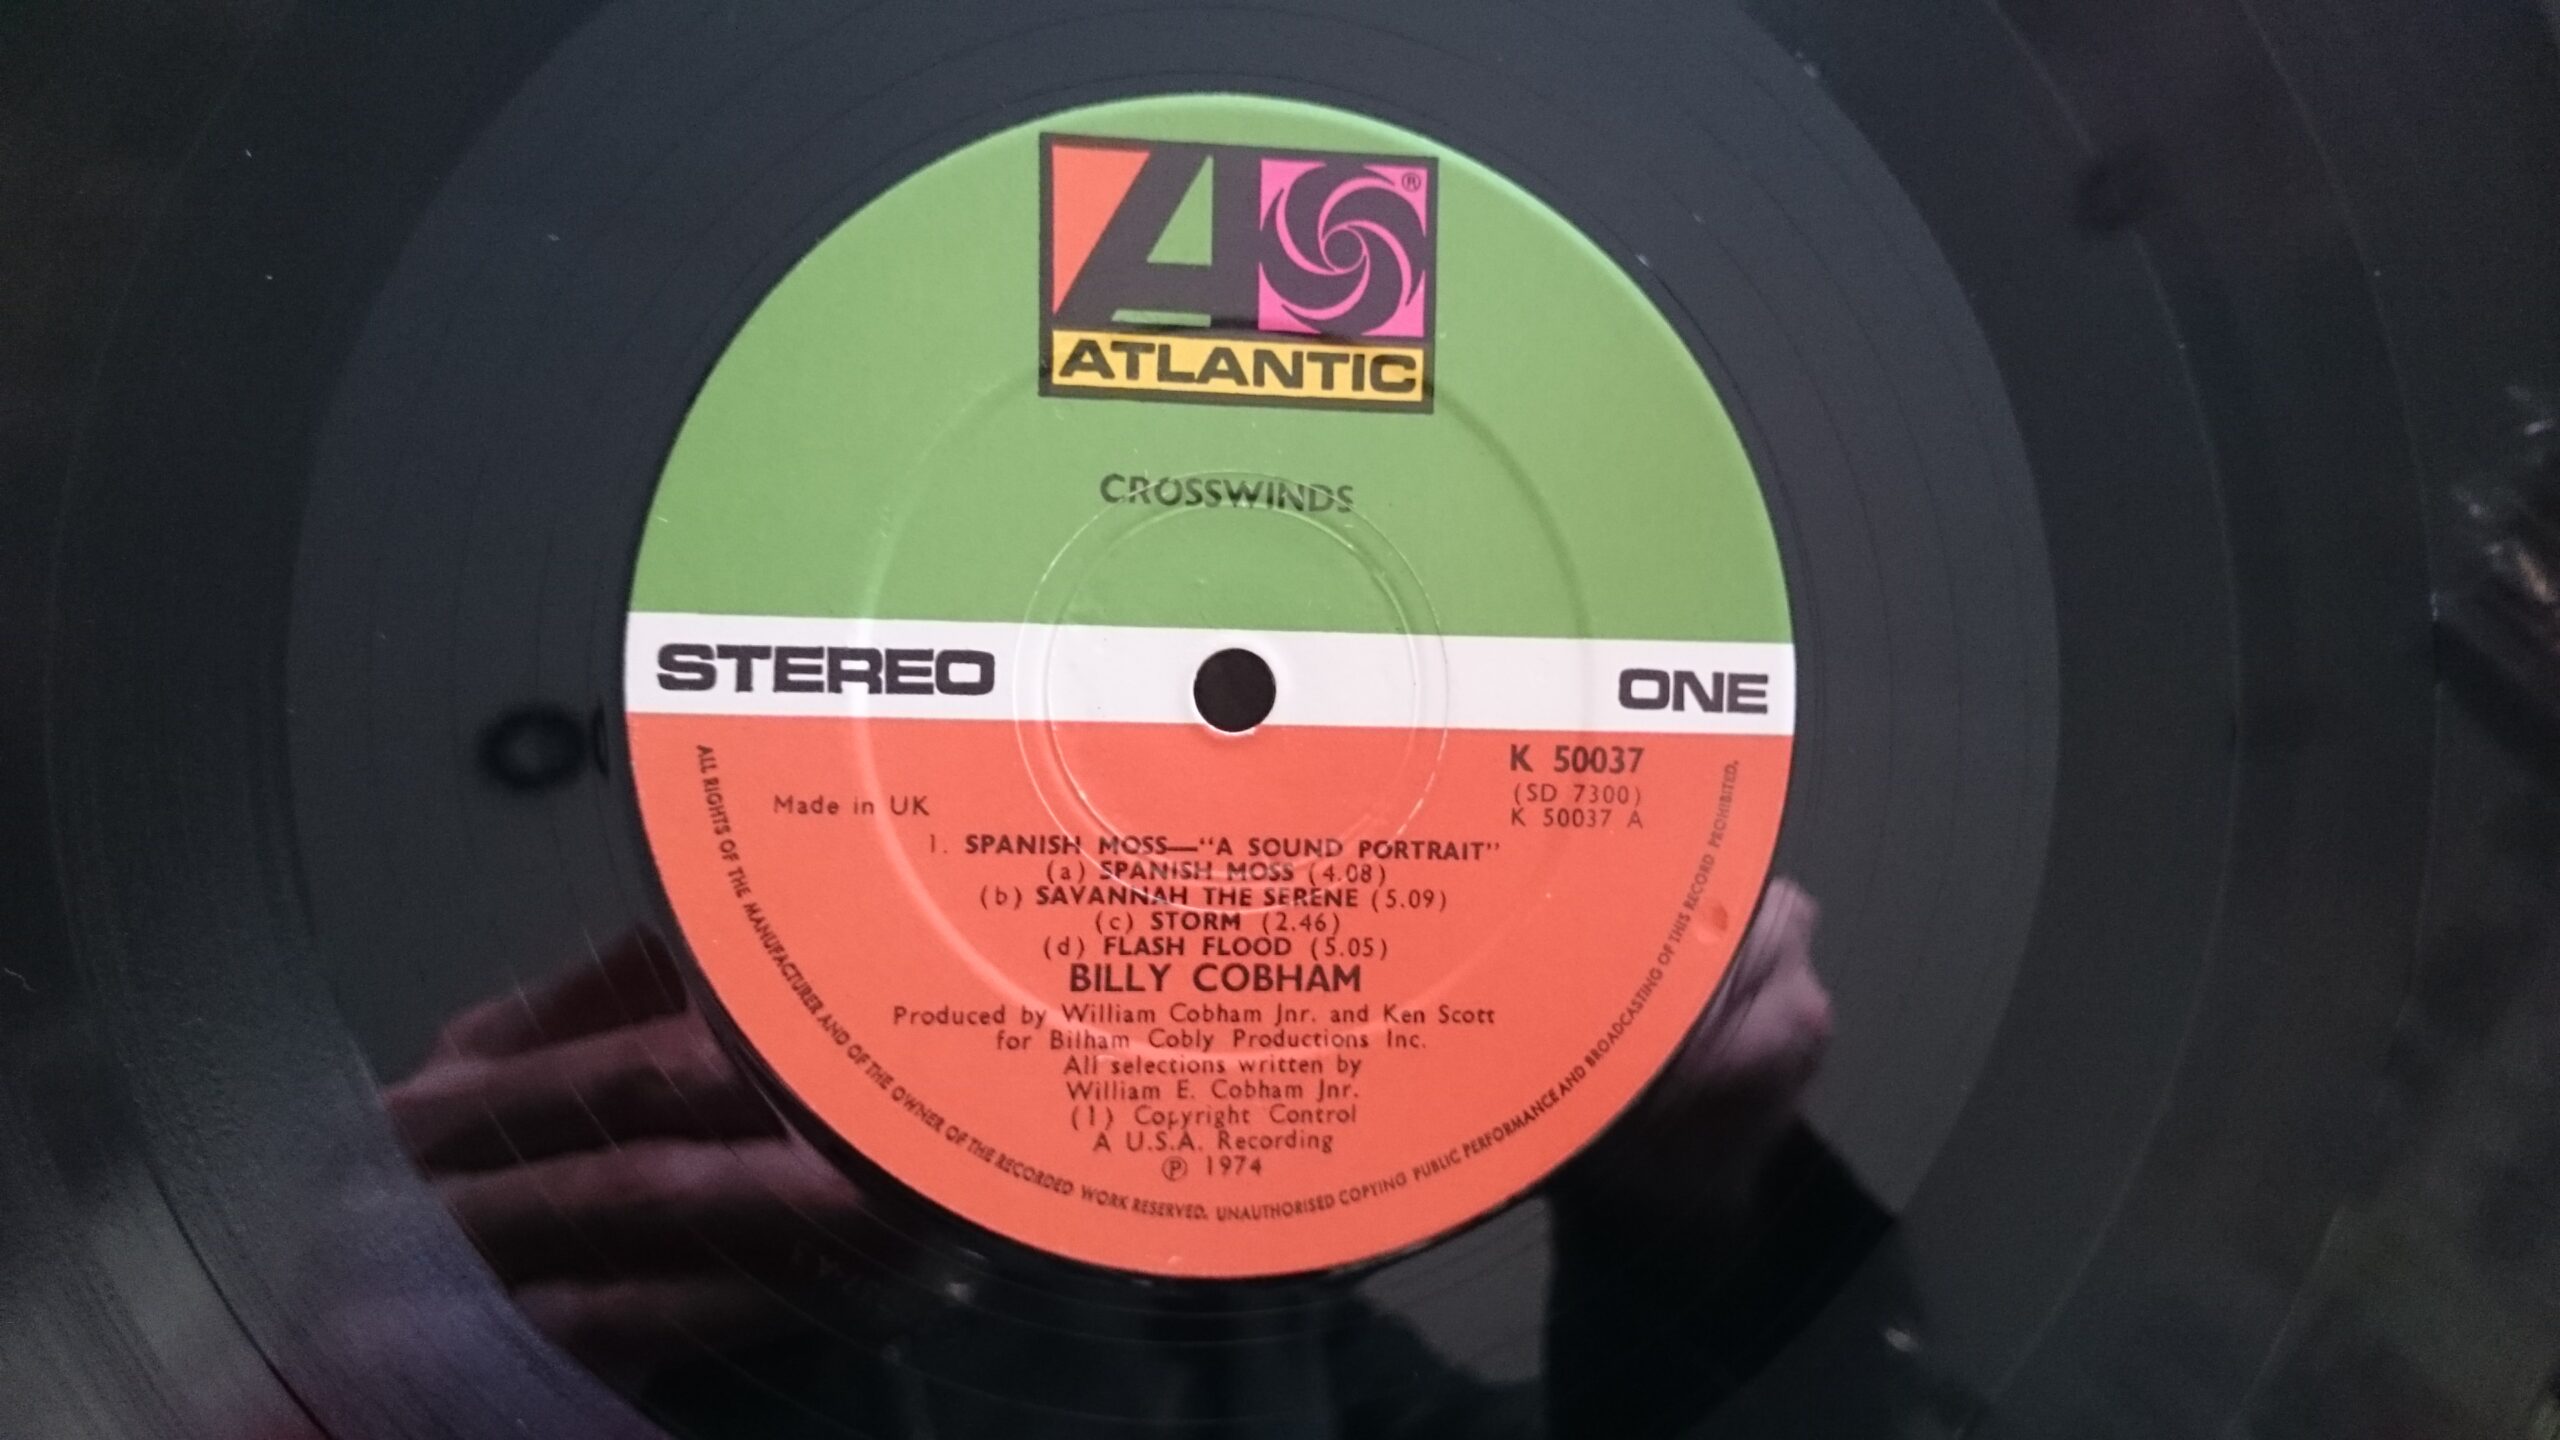 A
®
ATLANTIC
CROSSWINDS
STEREO
ONE
K 50037
(SD 7300)
K 50037 A
Made in UK
1. SPANISH MOSS—"A SOUND PORTRAIT"
(a) SPANISH MOSS (4.08)
(b) SAVANNAH THE SERENE (5.09)
(c) STORM (2.46)
(d) FLASH FLOOD (5.05)
BILLY COBHAM
Produced by William Cobham Jnr. and Ken Scott
for Bilham Cobly Productions Inc.
All selections written by
William E. Cobham Jnr.
(1) Copyright Control
A U.S.A. Recording
℗ 1974
ALL RIGHTS OF THE MANUFACTURER AND OF THE OWNER OF THE RECORDED WORK RESERVED. UNAUTHORISED COPYING PUBLIC PERFORMANCE AND BROADCASTING OF THIS RECORD PROHIBITED.